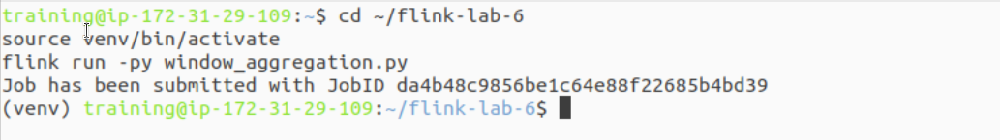 training@ip-172-31-29-109:~$ cd ~/flink-lab-6
source venv/bin/activate
flink run -py window_aggregation.py
Job has been submitted with JobID da4b48c9856be1c64e88f22685b4bd39
(venv) training@ip-172-31-29-109:~/flink-lab-6$